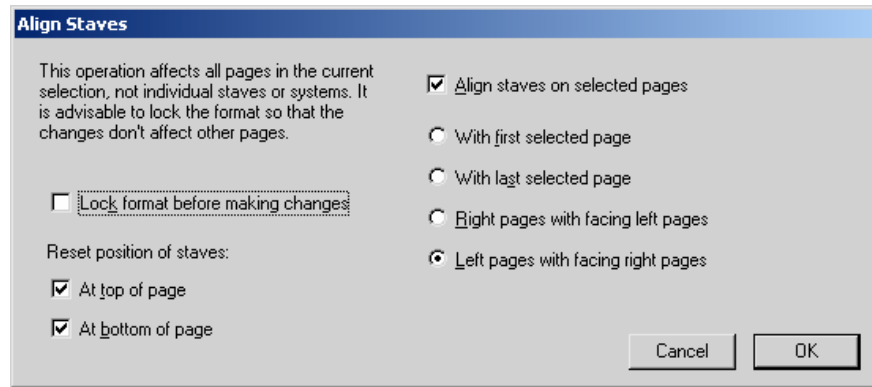 Align Staves
This operation affects all pages in the current
selection, not individual staves or systems. It
is advisable to lock the format so that the
changes don't affect other pages.
Lock format before making changes
Reset position of staves:
At top of page
At bottom of page
Align staves on selected pages
With first selected page
With last selected page
Right pages with facing left pages
Left pages with facing right pages
Cancel
OK